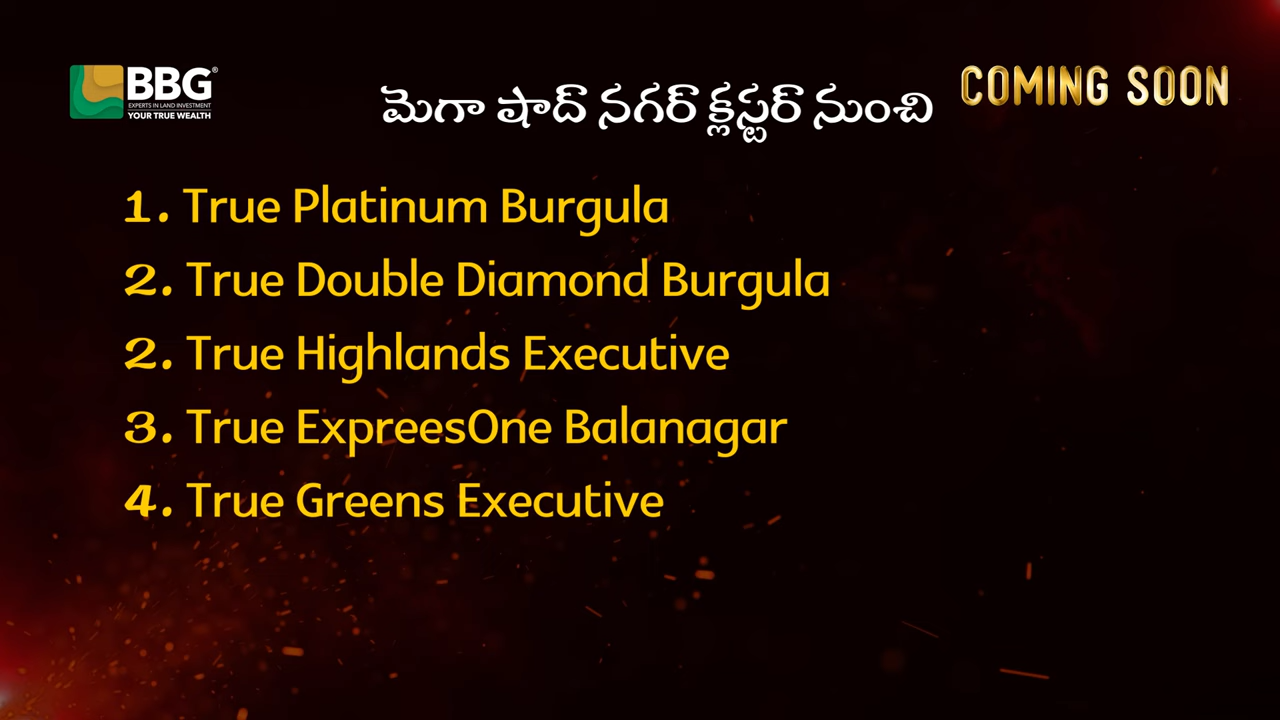 BBG®
EXPERTS IN LAND INVESTMENT
YOUR TRUE WEALTH
మెగా షాద్ నగర్ క్లస్టర్ నుంచి
COMING SOON
1. True Platinum Burgula
2. True Double Diamond Burgula
2. True Highlands Executive
3. True ExpreesOne Balanagar
4. True Greens Executive